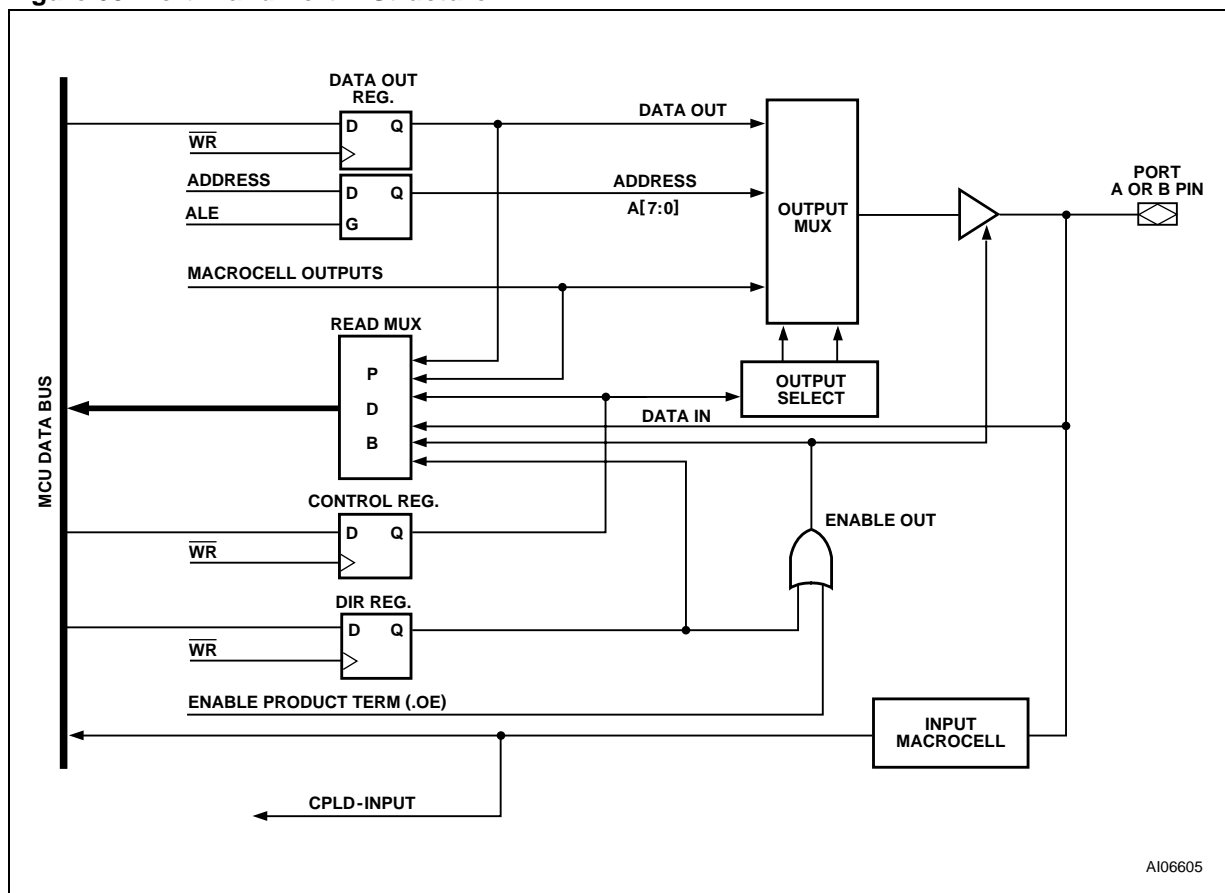 DATA OUT
REG.
D Q
WR
DATA OUT
ADDRESS
D Q
ADDRESS
A[7:0]
ALE
G
OUTPUT
MUX
PORT
A OR B PIN
MACROCELL OUTPUTS
READ MUX
P
D
B
OUTPUT
SELECT
DATA IN
MCU DATA BUS
CONTROL REG.
D Q
WR
ENABLE OUT
DIR REG.
D Q
WR
ENABLE PRODUCT TERM (.OE)
INPUT
MACROCELL
CPLD-INPUT
AI06605